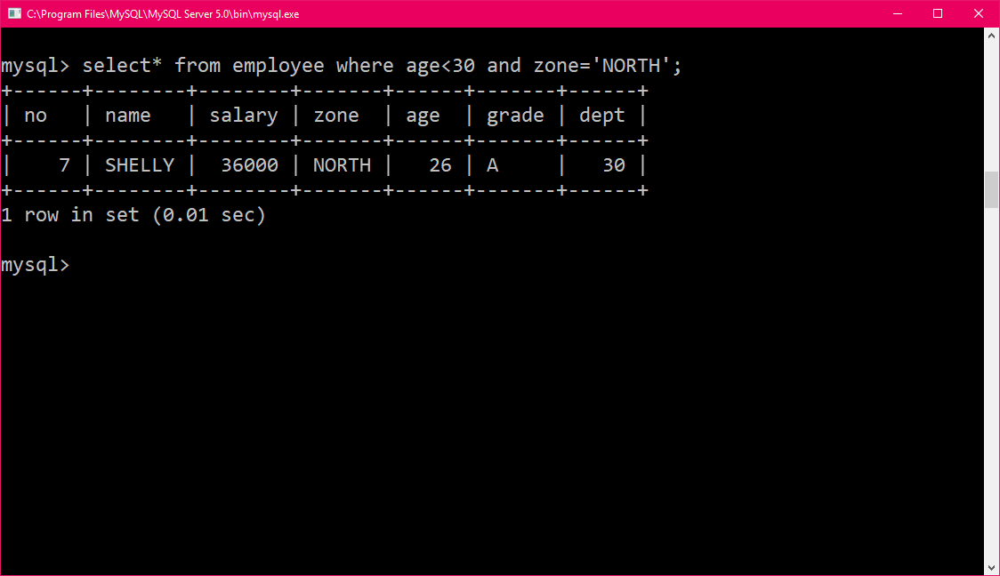 C:\Program Files\MySQL\MySQL Server 5.0\bin\mysql.exe
mysql> select* from employee where age<30 and zone='NORTH';
+------+--------+--------+-------+------+-------+------+
| no   | name   | salary | zone  | age  | grade | dept |
+------+--------+--------+-------+------+-------+------+
|    7 | SHELLY |  36000 | NORTH |   26 | A     |   30 |
+------+--------+--------+-------+------+-------+------+
1 row in set (0.01 sec)
mysql>